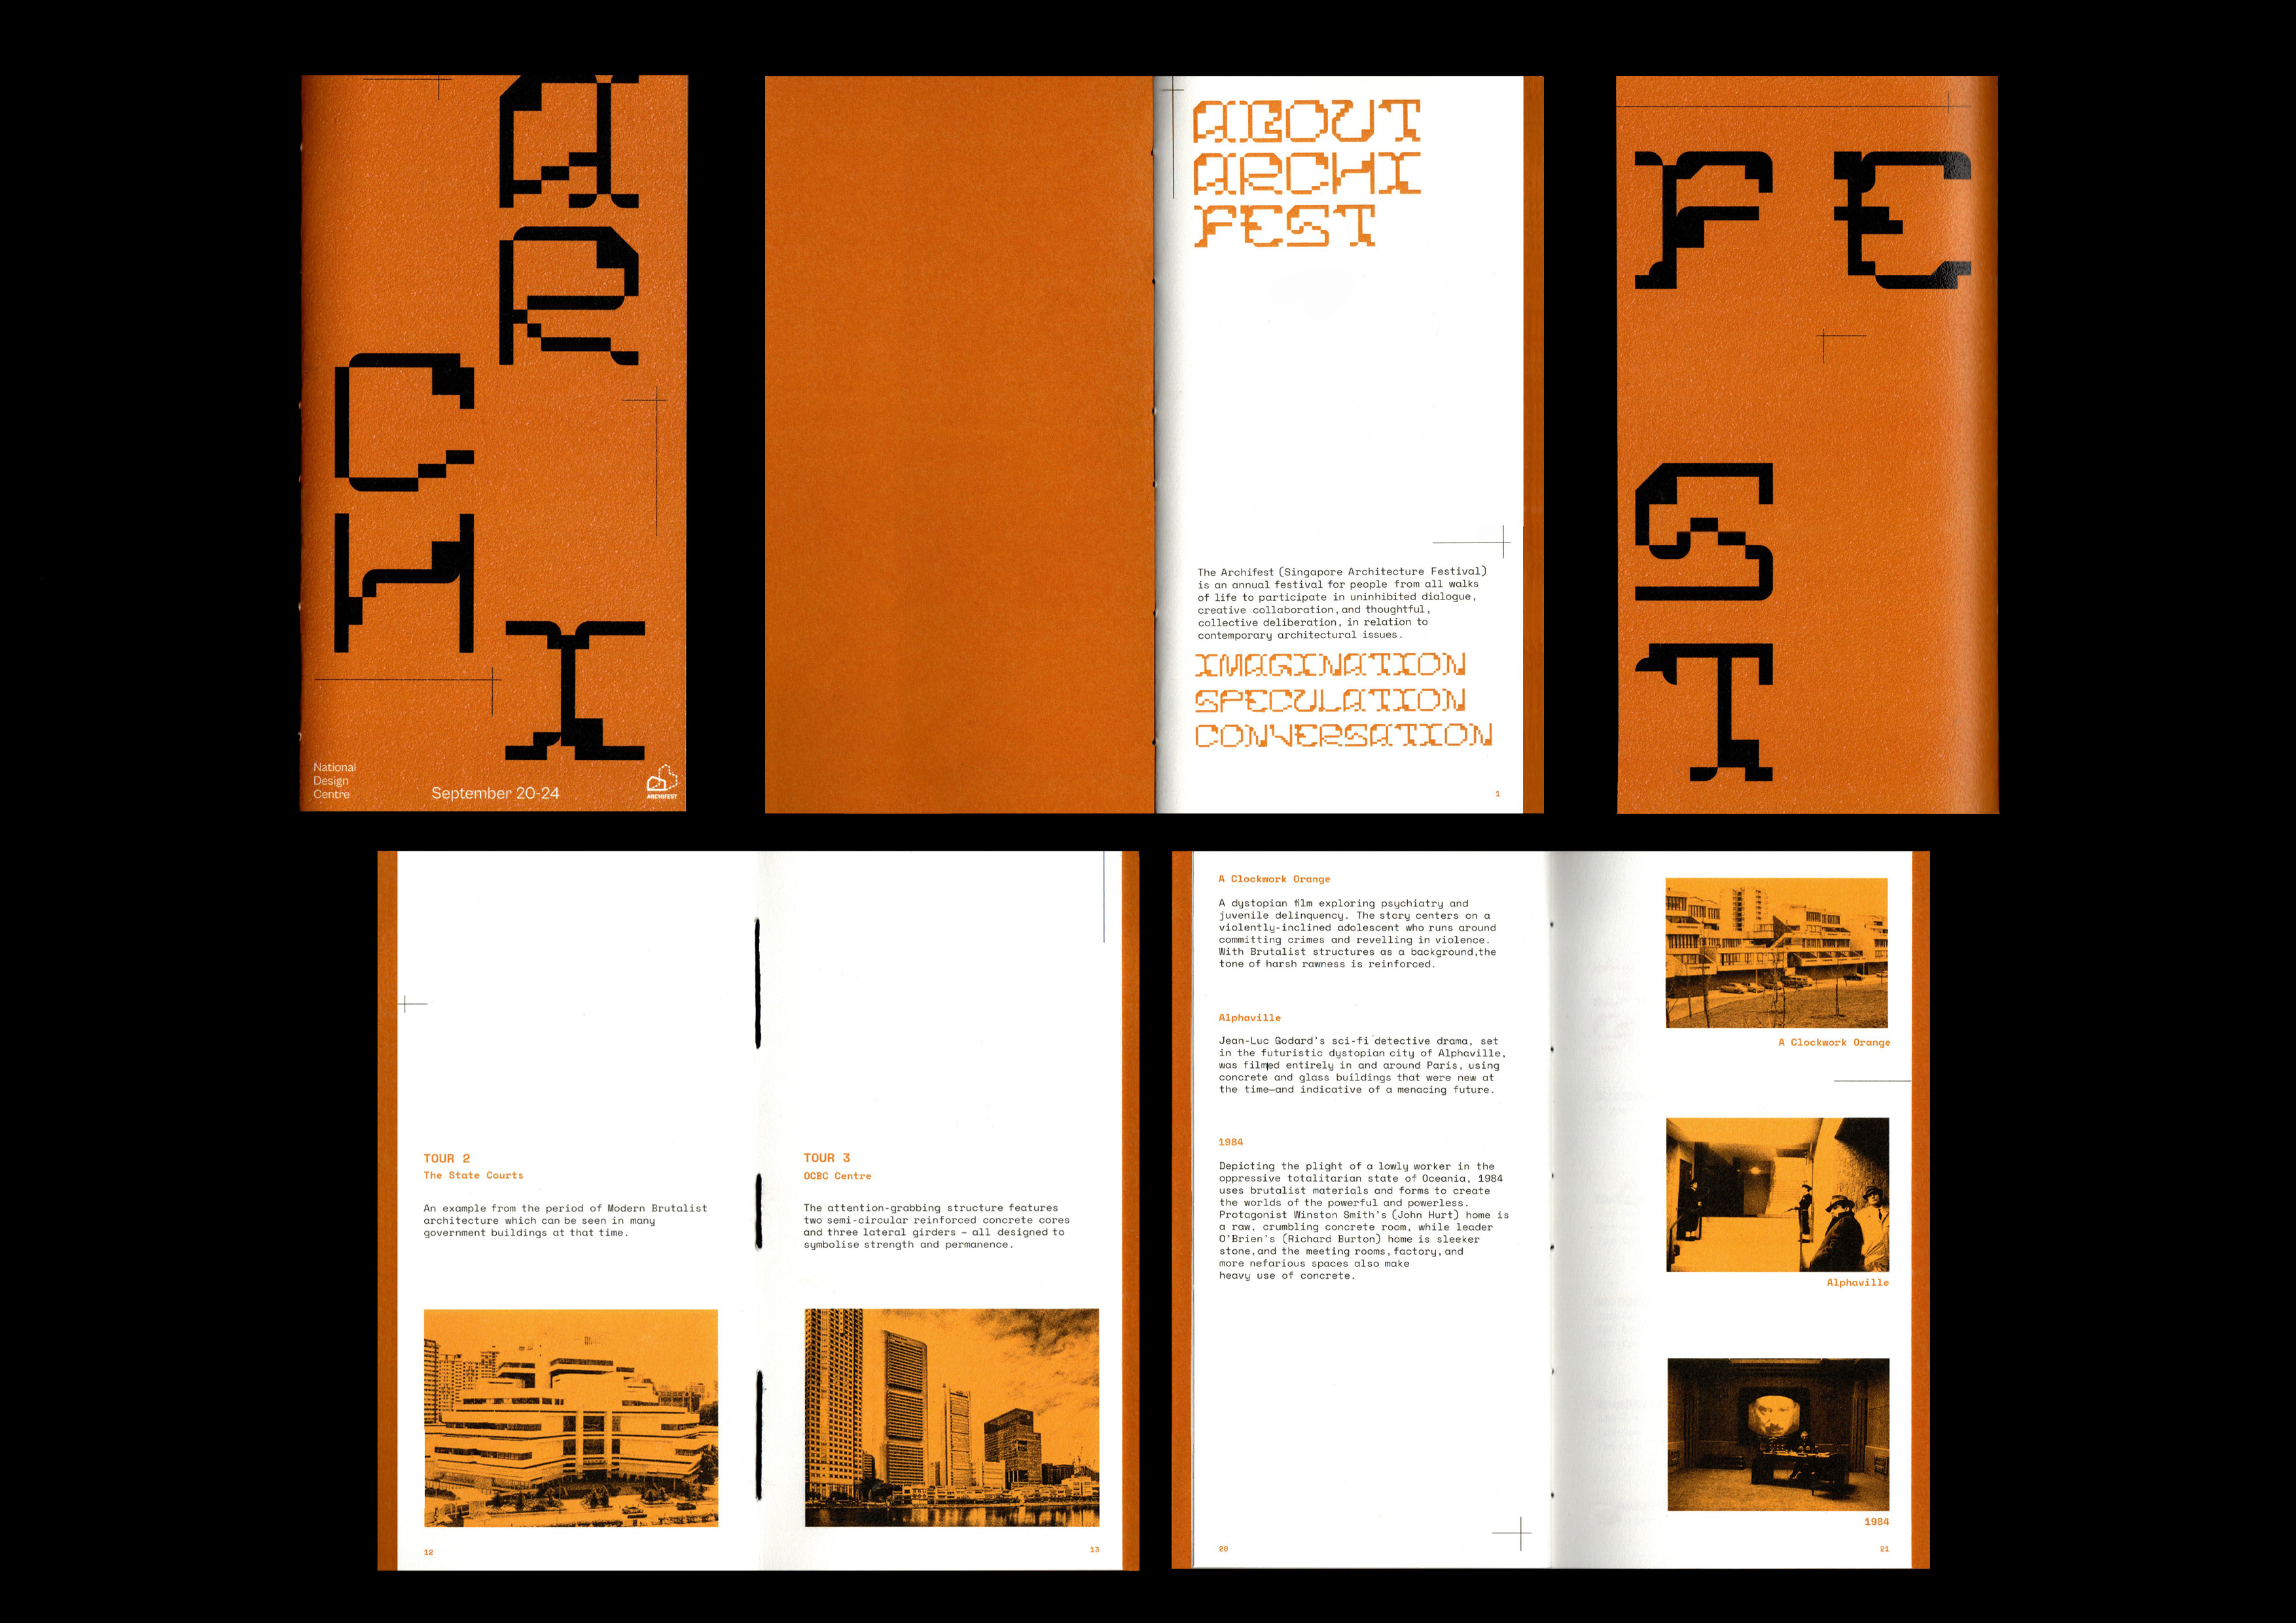 A
R
C
H
I
National
Design
Centre
September 20-24
ARCHIFEST
ABOUT
ARCHI
FEST
The Archifest (Singapore Architecture Festival)
is an annual festival for people from all walks
of life to participate in uninhibited dialogue,
creative collaboration,and thoughtful,
collective deliberation, in relation to
contemporary architectural issues.
IMAGINATION
SPECULATION
CONVERSATION
1
F E
S
T
TOUR 2
The State Courts
An example from the period of Modern Brutalist
architecture which can be seen in many
government buildings at that time.
12
TOUR 3
OCBC Centre
The attention-grabbing structure features
two semi-circular reinforced concrete cores
and three lateral girders – all designed to
symbolise strength and permanence.
13
A Clockwork Orange
A dystopian film exploring psychiatry and
juvenile delinquency. The story centers on a
violently-inclined adolescent who runs around
committing crimes and revelling in violence.
With Brutalist structures as a background,the
tone of harsh rawness is reinforced.
Alphaville
Jean-Luc Godard's sci-fi detective drama, set
in the futuristic dystopian city of Alphaville,
was filmed entirely in and around Paris, using
concrete and glass buildings that were new at
the time—and indicative of a menacing future.
1984
Depicting the plight of a lowly worker in the
oppressive totalitarian state of Oceania, 1984
uses brutalist materials and forms to create
the worlds of the powerful and powerless.
Protagonist Winston Smith's (John Hurt) home is
a raw, crumbling concrete room, while leader
O'Brien's (Richard Burton) home is sleeker
stone,and the meeting rooms,factory,and
more nefarious spaces also make
heavy use of concrete.
20
A Clockwork Orange
Alphaville
1984
21